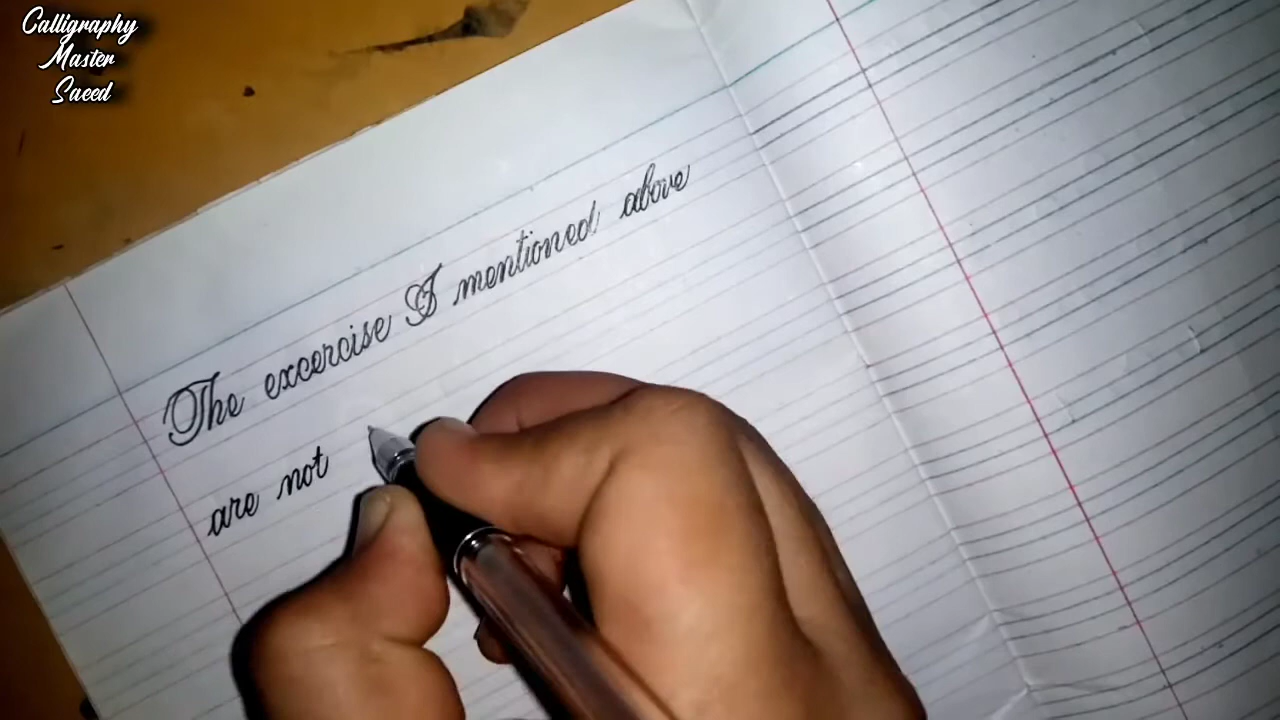 Calligraphy
Master
Saeed
The excercise I mentioned above
are not